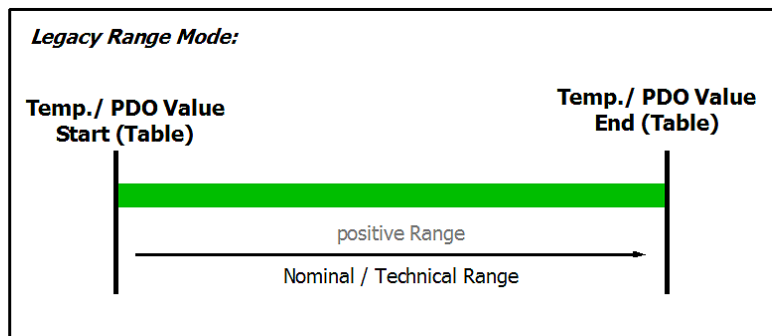 Legacy Range Mode:
Temp./ PDO Value
Start (Table)
Temp./ PDO Value
End (Table)
positive Range
Nominal / Technical Range